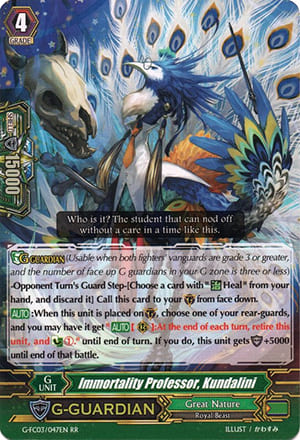 4
GRADE
SHIELD
15000
Who is it? The student that can nod off
without a care in a time like this.
G GUARDIAN (Usable when both fighters' vanguards are grade 3 or greater,
and the number of face up G guardians in your G zone is three or less)
-Opponent Turn's Guard Step-[Choose a card with "Heal" from your
hand, and discard it] Call this card to your G from face down.
AUTO:When this unit is placed on G, choose one of your rear-guards,
and you may have it get "AUTO[R]:At the end of each turn, retire this
unit, and" 1" until end of turn. If you do, this unit gets +5000
until end of that battle.
G
UNIT
Immortality Professor, Kundalini
G-GUARDIAN
Great Nature
Royal Beast
G-FC03/047EN RR
ILLUST / かわすみ